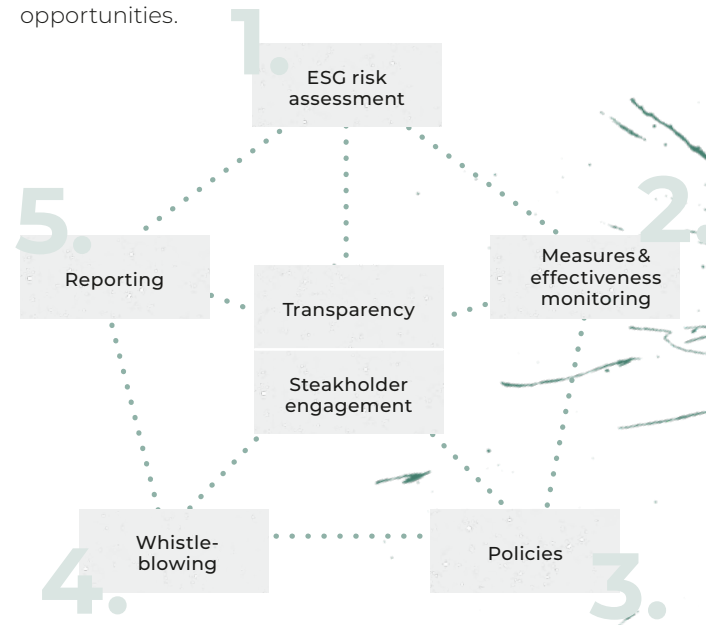 opportunities.
1.
ESG risk
assessment
2.
Measures &
effectiveness
monitoring
3.
Policies
4.
Whistle-
blowing
5.
Reporting
Transparency
Steakholder
engagement